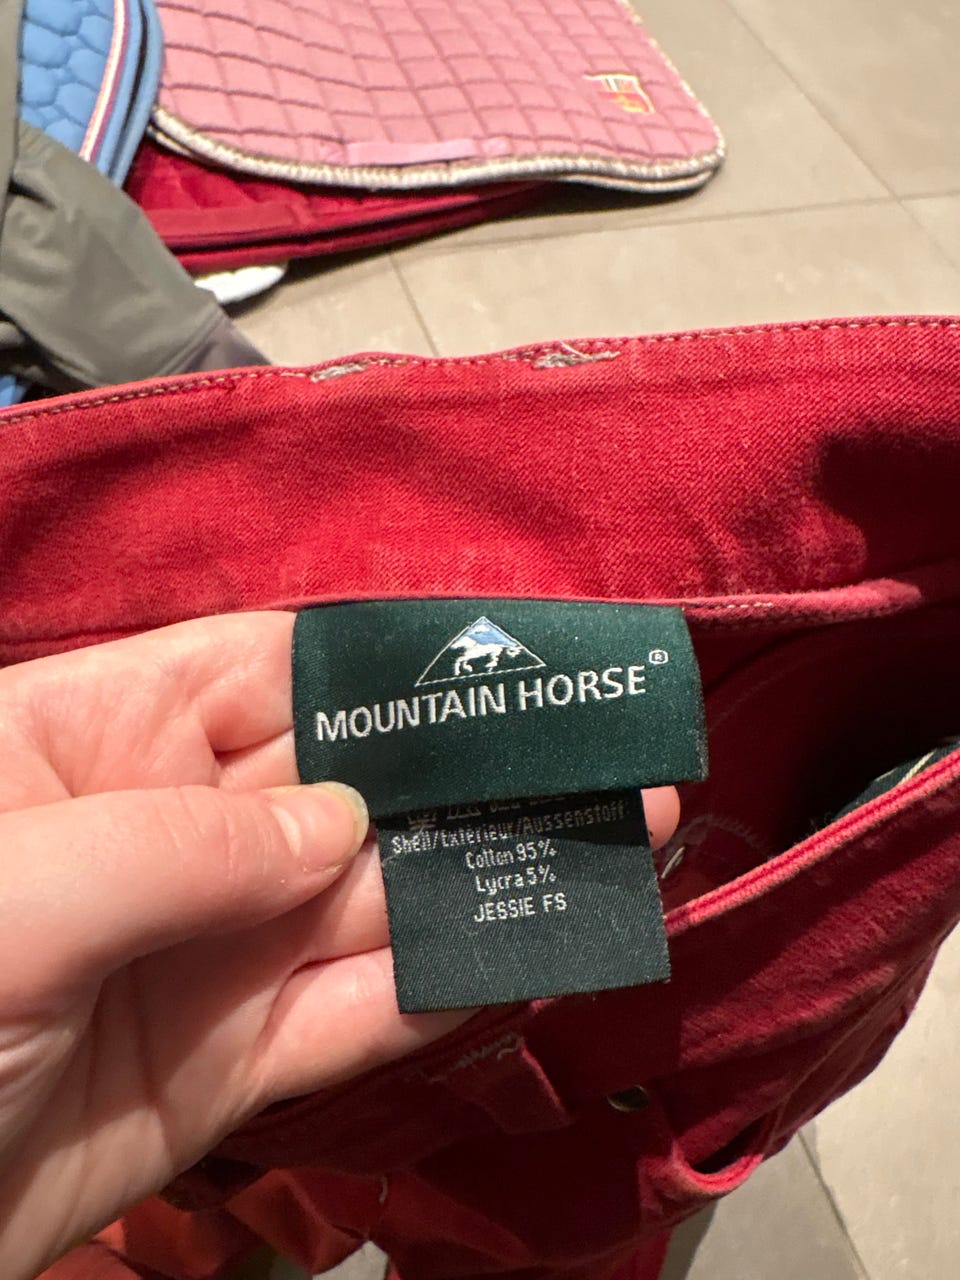 MOUNTAIN HORSE®
Shell/Extérieur/Aussenstoff:
Cotton 95%
Lycra 5%
JESSIE FS